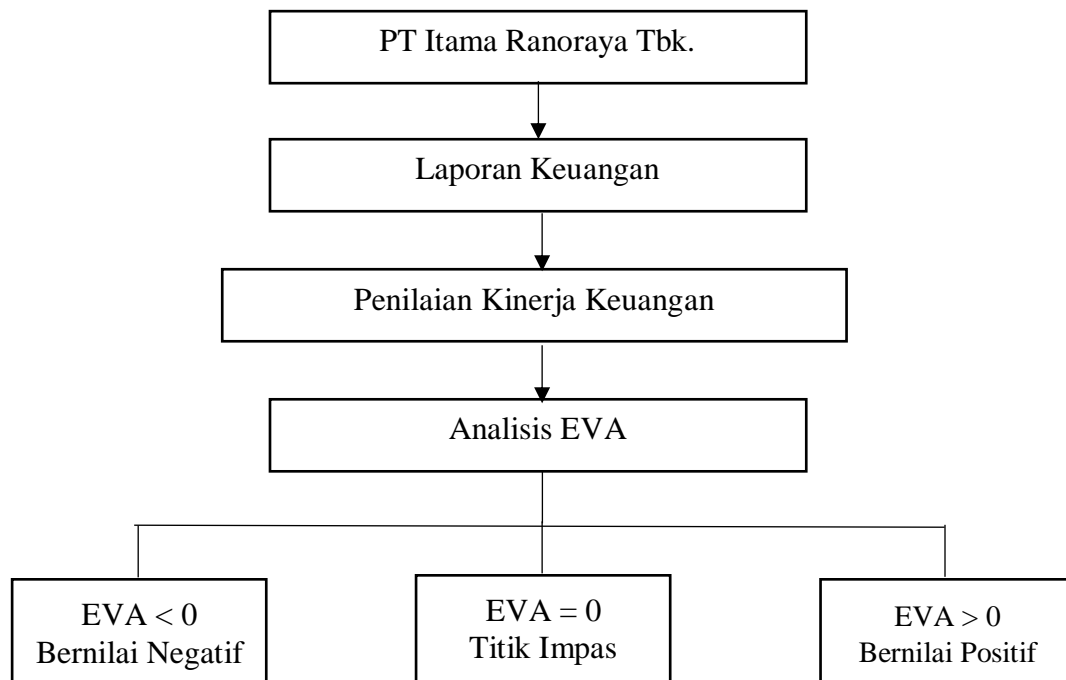 PT Itama Ranoraya Tbk.
Laporan Keuangan
Penilaian Kinerja Keuangan
Analisis EVA
EVA < 0
Bernilai Negatif
EVA = 0
Titik Impas
EVA > 0
Bernilai Positif